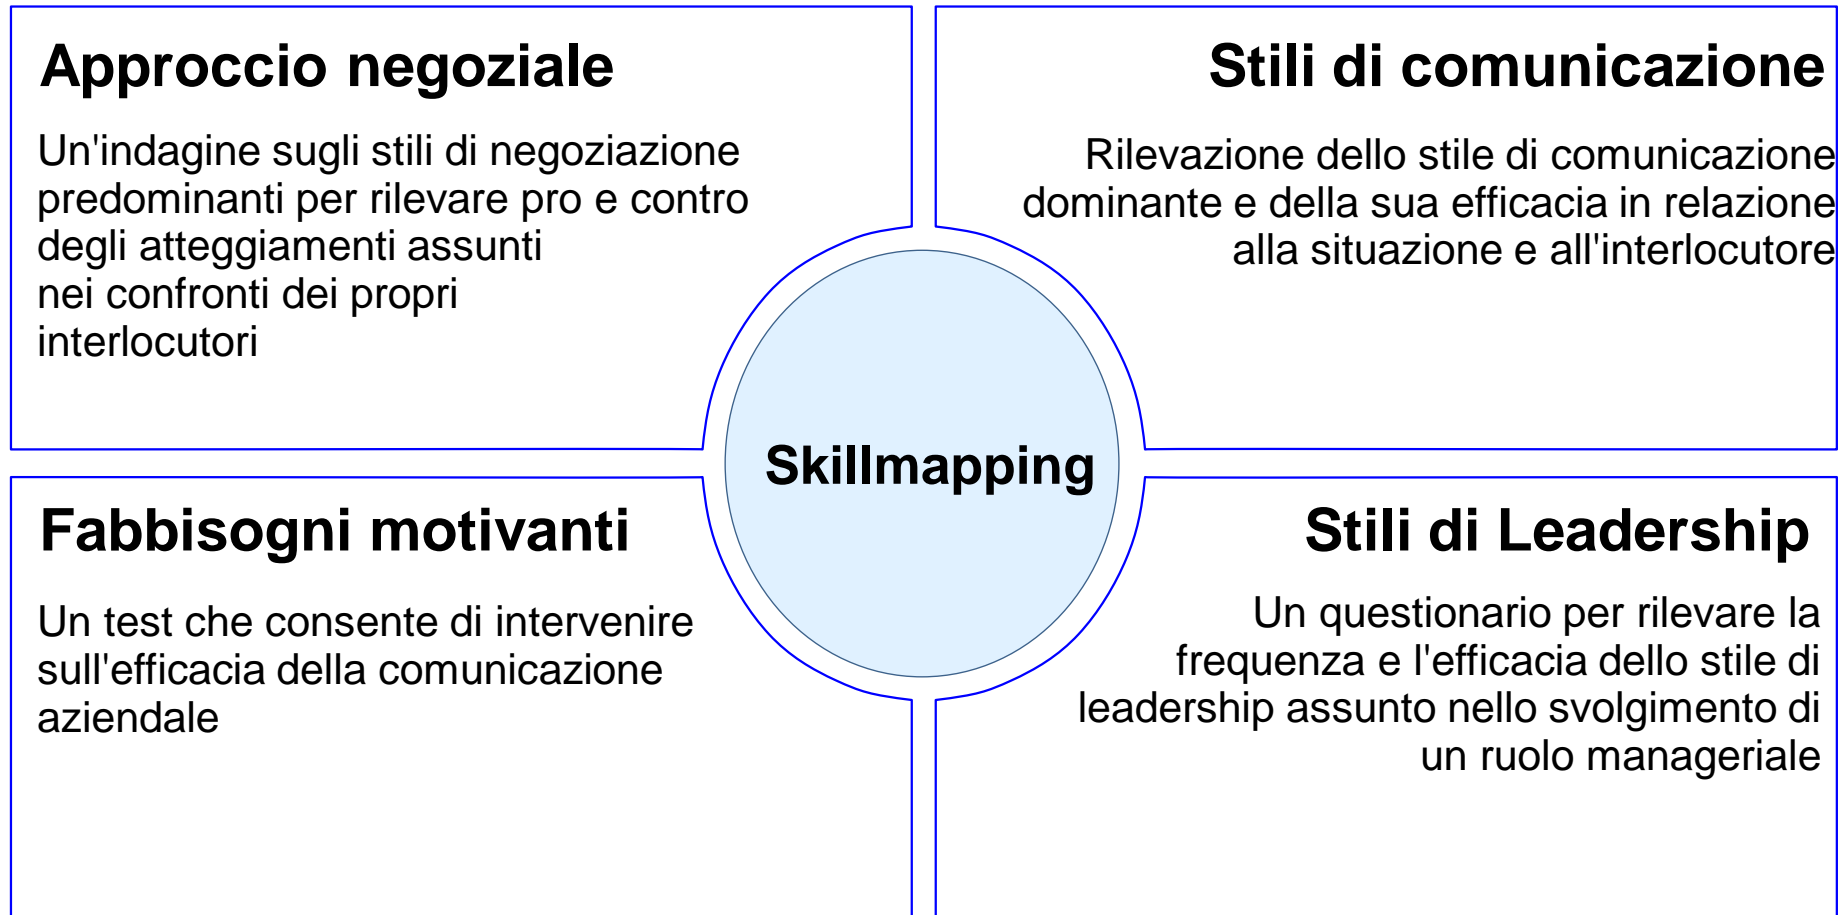 Approccio negoziale
Un'indagine sugli stili di negoziazione
predominanti per rilevare pro e contro
degli atteggiamenti assunti
nei confronti dei propri
interlocutori
Stili di comunicazione
Rilevazione dello stile di comunicazione
dominante e della sua efficacia in relazione
alla situazione e all'interlocutore
Skillmapping
Fabbisogni motivanti
Un test che consente di intervenire
sull'efficacia della comunicazione
aziendale
Stili di Leadership
Un questionario per rilevare la
frequenza e l'efficacia dello stile di
leadership assunto nello svolgimento di
un ruolo manageriale